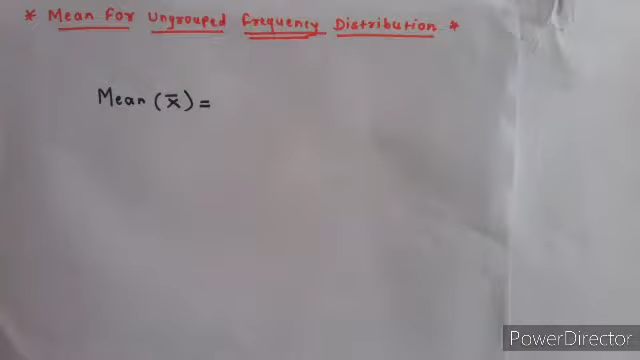 * Mean For Ungrouped Frequency Distribution *
Mean (x̄) =
PowerDirector